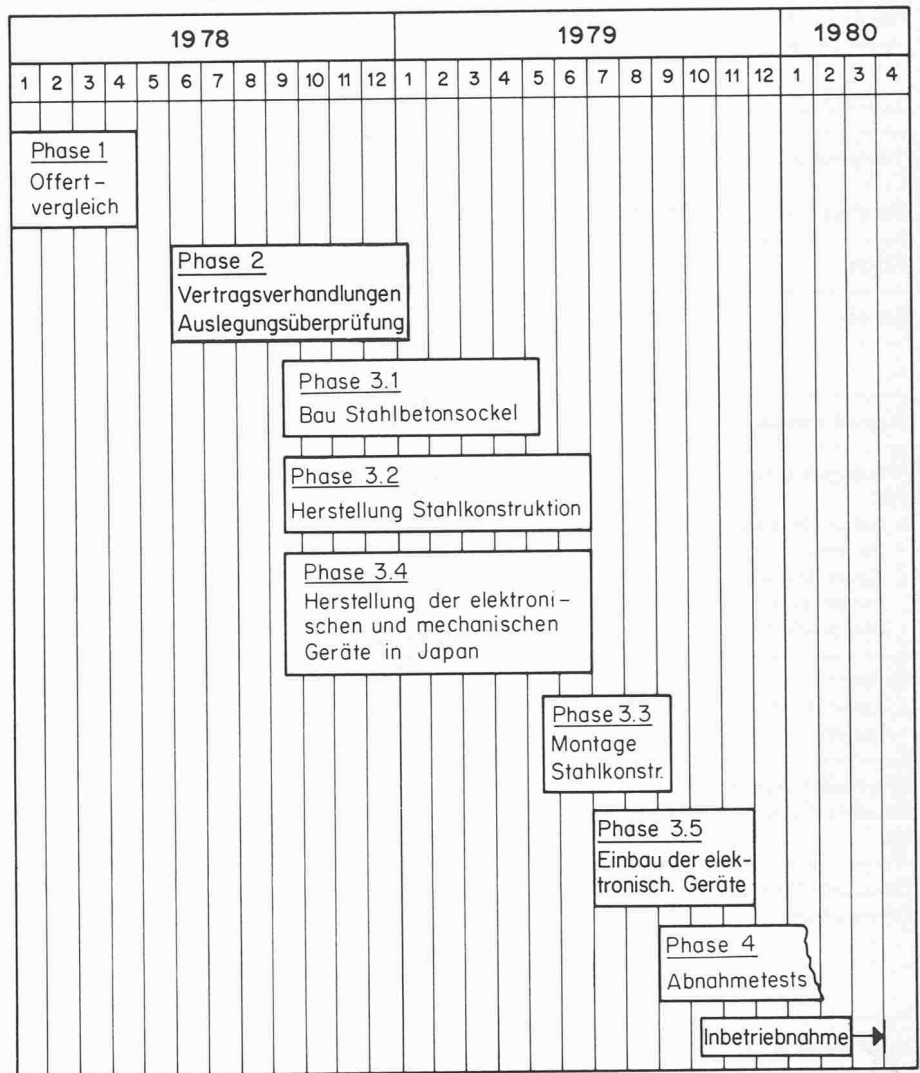 1978 1979 1980
1 2 3 4 5 6 7 8 9 10 11 12 1 2 3 4 5 6 7 8 9 10 11 12 1 2 3 4
Phase 1
Offert-
vergleich
Phase 2
Vertragsverhandlungen
Auslegungsüberprüfung
Phase 3.1
Bau Stahlbetonsockel
Phase 3.2
Herstellung Stahlkonstruktion
Phase 3.4
Herstellung der elektroni-
schen und mechanischen
Geräte in Japan
Phase 3.3
Montage
Stahlkonstr.
Phase 3.5
Einbau der elek-
tronisch. Geräte
Phase 4
Abnahmetests
Inbetriebnahme